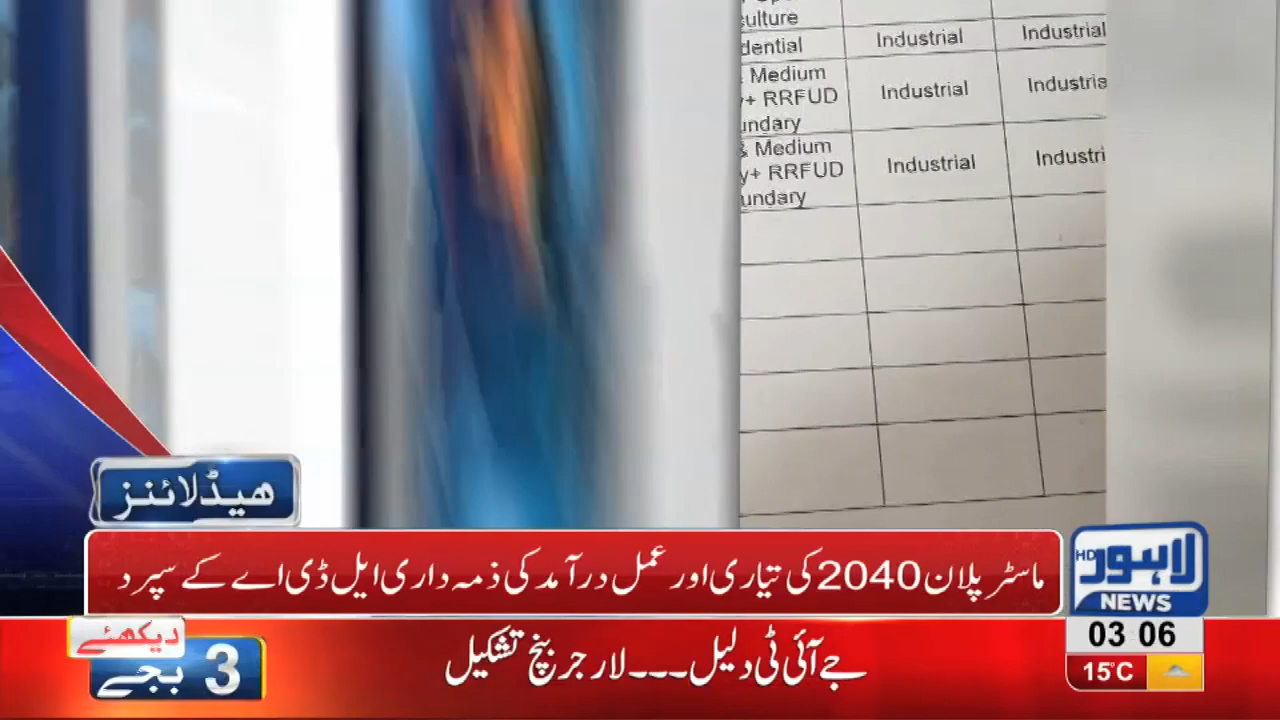 culture
dential Industrial Industrial
Medium
y+ RRFUD Industrial Industria
undary
& Medium
y+ RRFUD Industrial Industri
undary
ھیڈلائنز
ماسٹر پلان 2040 کی تیاری اور عمل درآمد کی ذمہ داری ایل ڈی اے کے سپرد
HD لاہور
NEWS
دیکھئے
3 بجے
جے آئی ٹی دلیل۔۔۔لارجر بنچ تشکیل
03 06
15°C